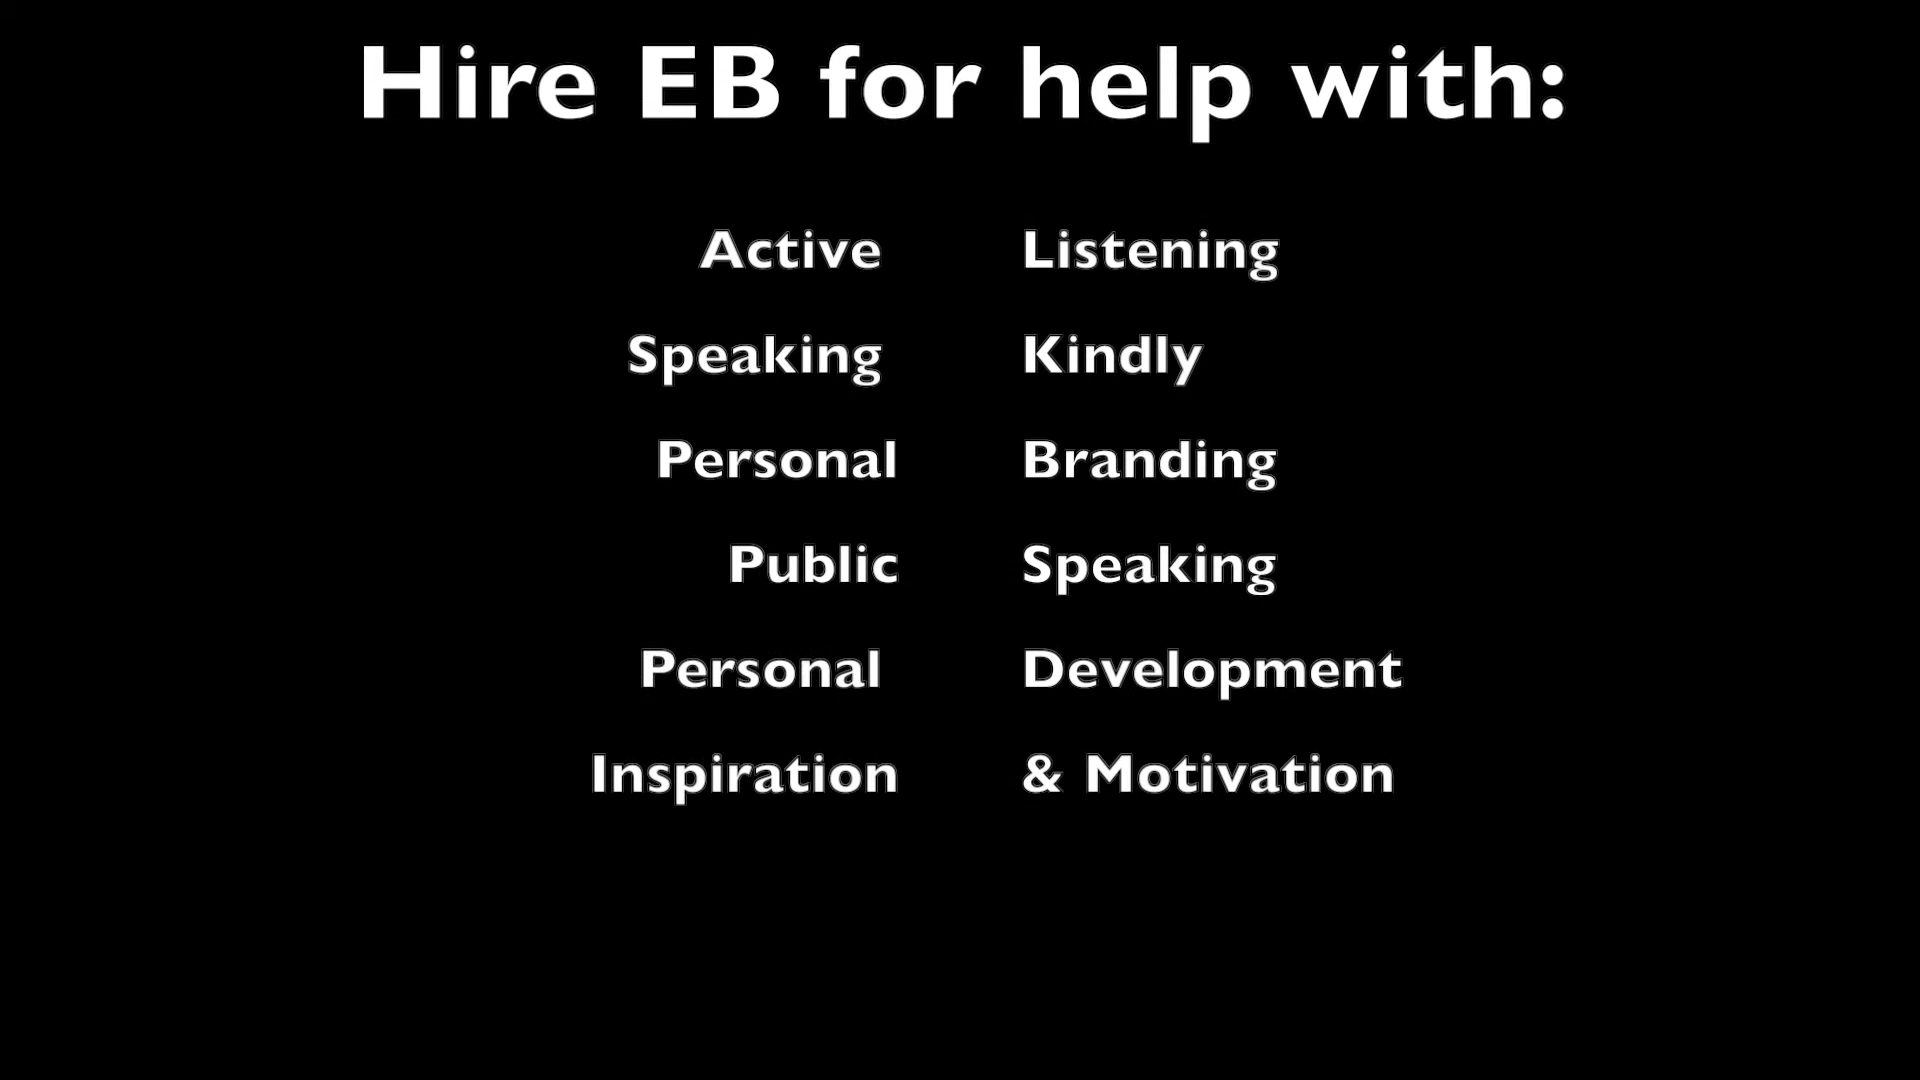 Hire EB for help with:
Active Listening
Speaking Kindly
Personal Branding
Public Speaking
Personal Development
Inspiration & Motivation